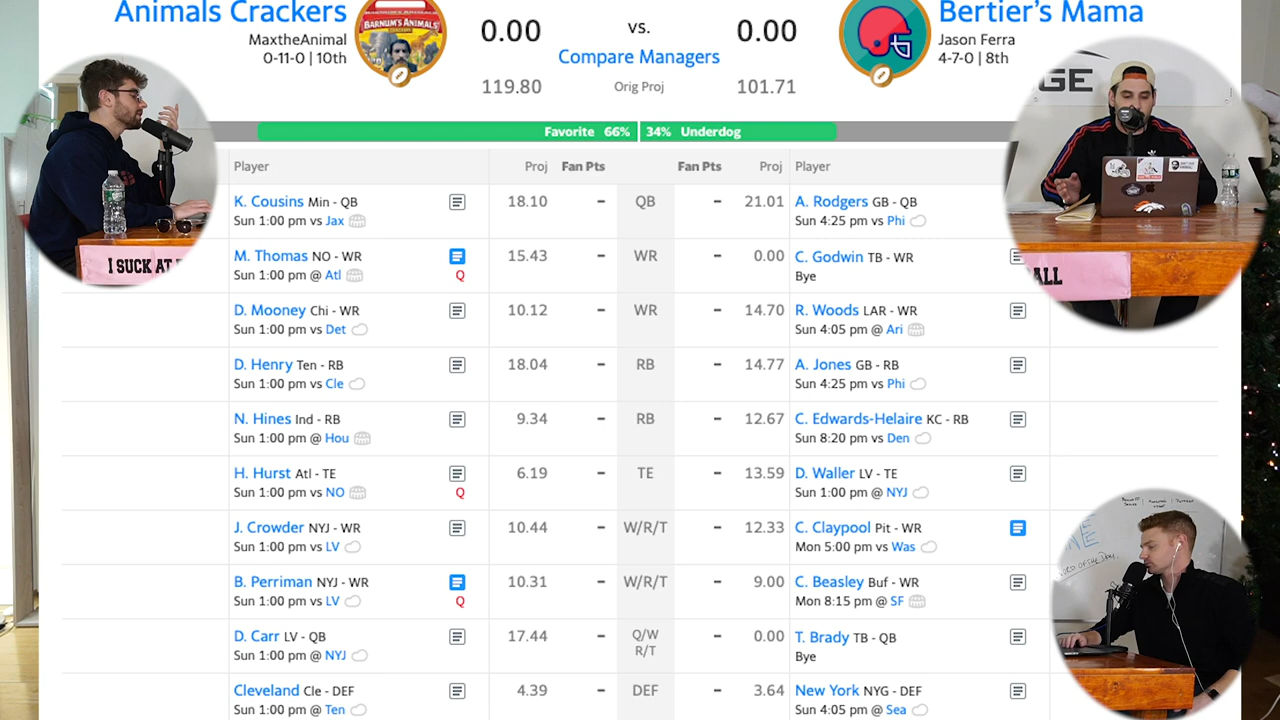 Animals Crackers
MaxtheAnimal
0-11-0 | 10th
BARNUM'S ANIMALS
0.00
vs.
0.00
Compare Managers
119.80
Orig Proj
101.71
Bertier's Mama
Jason Ferra
4-7-0 | 8th
GE
Favorite 66%
34% Underdog
Player
Proj
Fan Pts
Fan Pts
Proj
Player
K. Cousins Min - QB
Sun 1:00 pm vs Jax
18.10
–
QB
–
21.01
A. Rodgers GB - QB
Sun 4:25 pm vs Phi
M. Thomas NO - WR
Sun 1:00 pm @ Atl
Q
15.43
–
WR
–
0.00
C. Godwin TB - WR
Bye
I SUCK AT
ALL
D. Mooney Chi - WR
Sun 1:00 pm vs Det
10.12
–
WR
–
14.70
R. Woods LAR - WR
Sun 4:05 pm @ Ari
D. Henry Ten - RB
Sun 1:00 pm vs Cle
18.04
–
RB
–
14.77
A. Jones GB - RB
Sun 4:25 pm vs Phi
N. Hines Ind - RB
Sun 1:00 pm @ Hou
9.34
–
RB
–
12.67
C. Edwards-Helaire KC - RB
Sun 8:20 pm vs Den
H. Hurst Atl - TE
Sun 1:00 pm vs NO
Q
6.19
–
TE
–
13.59
D. Waller LV - TE
Sun 1:00 pm @ NYJ
J. Crowder NYJ - WR
Sun 1:00 pm vs LV
10.44
–
W/R/T
–
12.33
C. Claypool Pit - WR
Mon 5:00 pm vs Was
B. Perriman NYJ - WR
Sun 1:00 pm vs LV
Q
10.31
–
W/R/T
–
9.00
C. Beasley Buf - WR
Mon 8:15 pm @ SF
WORD OF THE DAY
D. Carr LV - QB
Sun 1:00 pm @ NYJ
17.44
–
Q/W
R/T
–
0.00
T. Brady TB - QB
Bye
Cleveland Cle - DEF
Sun 1:00 pm @ Ten
4.39
–
DEF
–
3.64
New York NYG - DEF
Sun 4:05 pm @ Sea